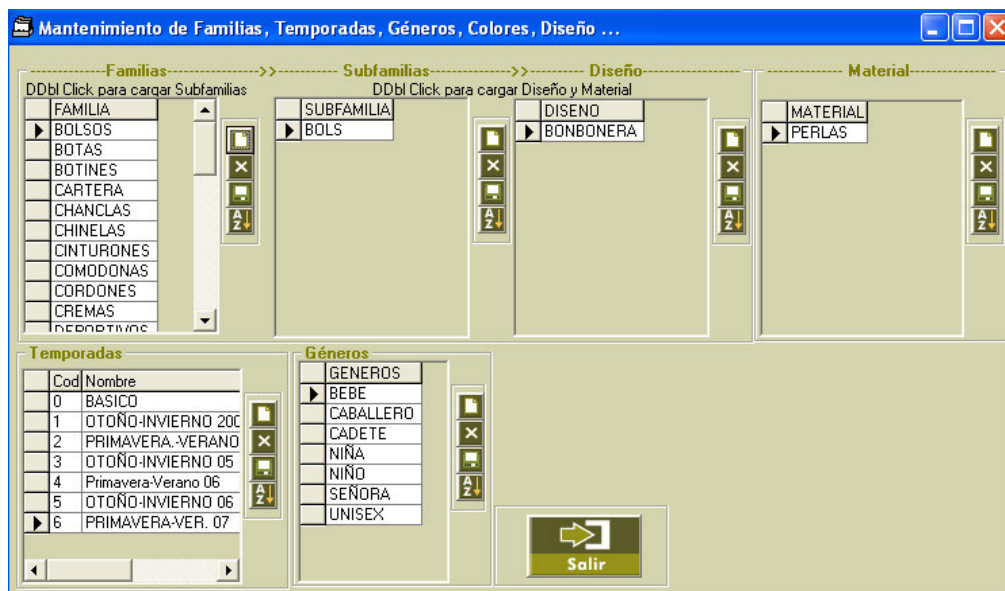 Mantenimiento de Familias, Temporadas, Géneros, Colores, Diseño ...
Familias >> Subfamilias >> Diseño
Material
DDbl Click para cargar Subfamilias
DDbl Click para cargar Diseño y Material
FAMILIA
BOLSOS
BOTAS
BOTINES
CARTERA
CHANCLAS
CHINELAS
CINTURONES
COMODONAS
CORDONES
CREMAS
DEPORTIVOS
SUBFAMILIA
BOLS
DISENO
BONBONERA
MATERIAL
PERLAS
Temporadas
Cod Nombre
0 BASICO
1 OTOÑO-INVIERNO 200
2 PRIMAVERA.-VERANO
3 OTOÑO-INVIERNO 05
4 Primavera-Verano 06
5 OTOÑO-INVIERNO 06
6 PRIMAVERA-VER. 07
Géneros
GENEROS
BEBE
CABALLERO
CADETE
NIÑA
NIÑO
SEÑORA
UNISEX
Salir